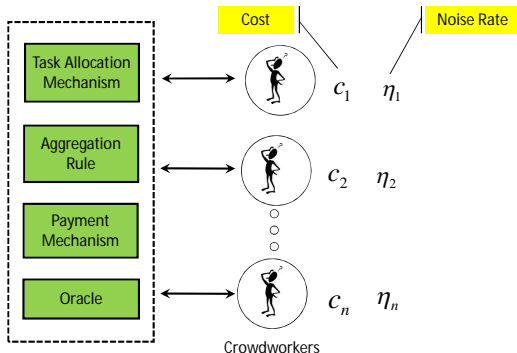 Cost
Noise Rate
Task Allocation
Mechanism
c1 η1
Aggregation
Rule
c2 η2
Payment
Mechanism
Oracle
cn ηn
Crowdworkers